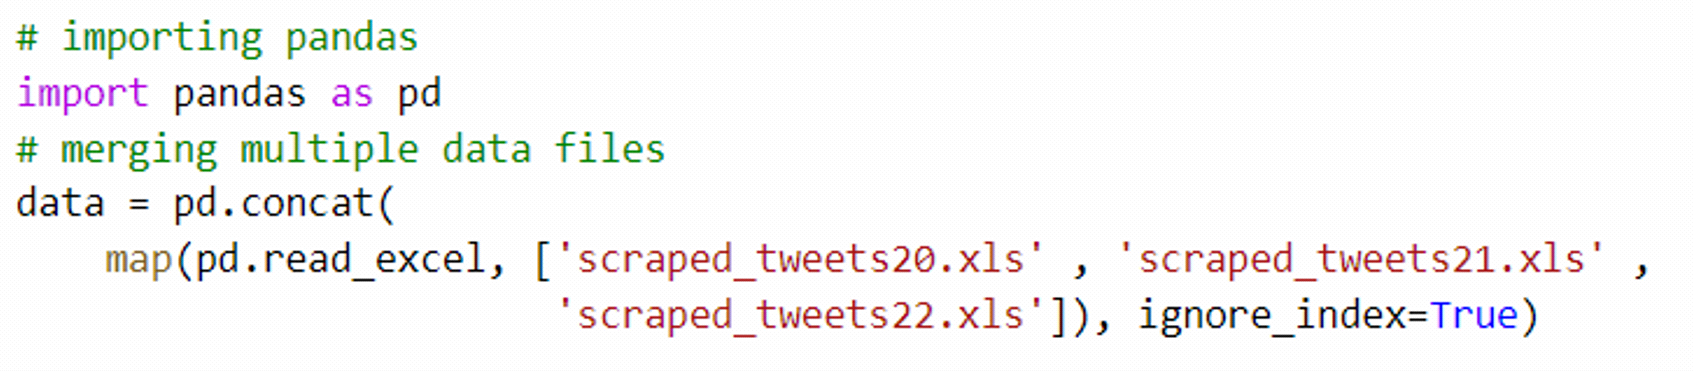 # importing pandas
import pandas as pd
# merging multiple data files
data = pd.concat(
    map(pd.read_excel, ['scraped_tweets20.xls' , 'scraped_tweets21.xls' ,
                         'scraped_tweets22.xls']), ignore_index=True)